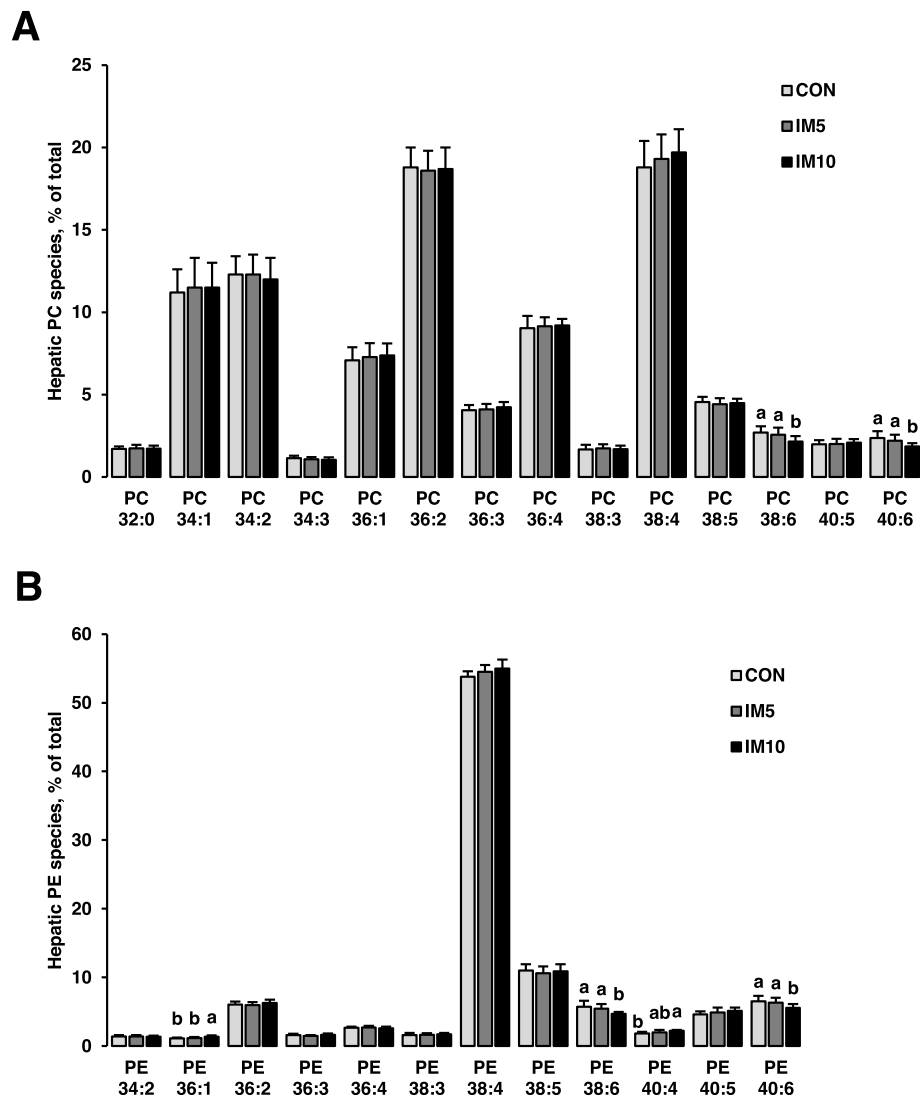 A
Hepatic PC species, % of total
25
20
15
10
5
0
CON
IM5
IM10
a a b
a a b
PC PC PC PC PC PC PC PC PC PC PC PC PC PC
32:0 34:1 34:2 34:3 36:1 36:2 36:3 36:4 38:3 38:4 38:5 38:6 40:5 40:6
B
Hepatic PE species, % of total
60
50
40
30
20
10
0
CON
IM5
IM10
b b a
a a b
b ab a
a a b
PE PE PE PE PE PE PE PE PE PE PE PE
34:2 36:1 36:2 36:3 36:4 38:3 38:4 38:5 38:6 40:4 40:5 40:6